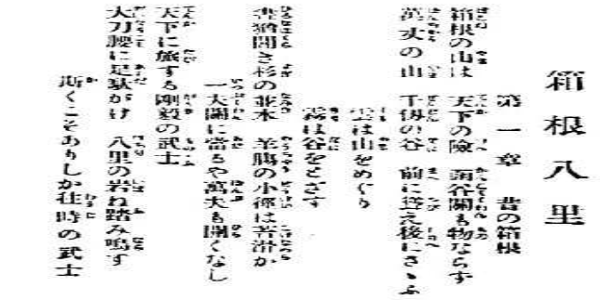 箱根八里
第一章 昔の箱根
箱根の山は 天下の險 函谷關も物ならず
萬丈の山 千仞の谷 前に聳え後にさゝふ
雲は山をめぐり
霧は谷をとざす
晝猶闇き杉の並木 羊腸の小徑は苔滑か
一夫關に當るや萬夫も開くなし
天下に旅する剛毅の武士
大刀腰に足駄がけ 八里の岩ね踏み鳴す
斯くこそありしか往時の武士